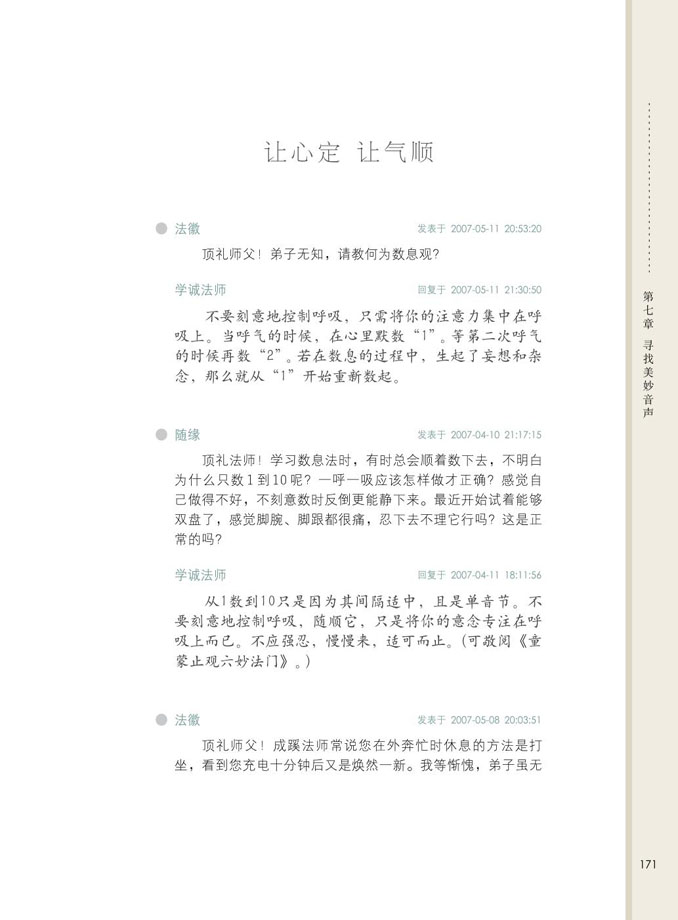 让心定 让气顺
法徽 发表于 2007-05-11 20:53:20
顶礼师父！弟子无知，请教何为数息观？
学诚法师 回复于 2007-05-11 21:30:50
不要刻意地控制呼吸，只需将你的注意力集中在呼
吸上。当呼气的时候，在心里默数“1”。等第二次呼气
的时候再数“2”。若在数息的过程中，生起了妄想和杂
念，那么就从“1”开始重新数起。
随缘 发表于 2007-04-10 21:17:15
顶礼法师！学习数息法时，有时总会顺着数下去，不明白
为什么只数1到10呢？一呼一吸应该怎样做才正确？感觉自
己做得不好，不刻意数时反倒更能静下来。最近开始试着能够
双盘了，感觉脚腕、脚跟都很痛，忍下去不理它行吗？这是正
常的吗？
学诚法师 回复于 2007-04-11 18:11:56
从1数到10只是因为其间隔适中，且是单音节。不
要刻意地控制呼吸，随顺它，只是将你的意念专注在呼
吸上而已。不应强忍，慢慢来，适可而止。(可敬阅《童
蒙止观六妙法门》。)
法徽 发表于 2007-05-08 20:03:51
顶礼师父！成蹊法师常说您在外奔忙时休息的方法是打
坐，看到您充电十分钟后又是焕然一新。我等惭愧，弟子虽无
第七章 寻找美妙音声
171